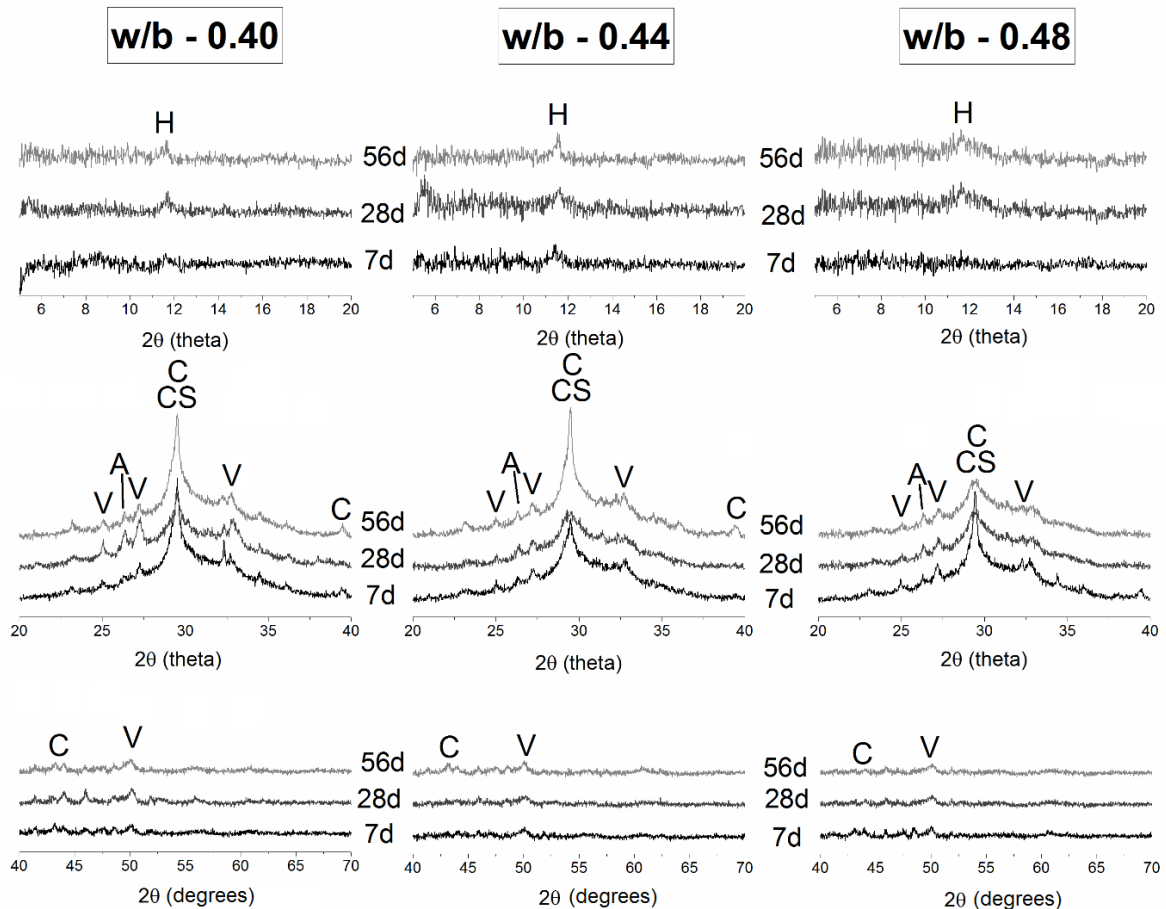 w/b - 0.40
w/b - 0.44
w/b - 0.48
H
56d
28d
7d
6 8 10 12 14 16 18 20
2θ (theta)
H
56d
28d
7d
6 8 10 12 14 16 18 20
2θ (theta)
H
6 8 10 12 14 16 18 20
2θ (theta)
C
CS
A
V V V
C
56d
28d
7d
20 25 30 35 40
2θ (theta)
C
CS
A
V V V
C
56d
28d
7d
20 25 30 35 40
2θ (theta)
C
CS
A
V V V
20 25 30 35 40
2θ (theta)
C V
56d
28d
7d
40 45 50 55 60 65 70
2θ (degrees)
C V
56d
28d
7d
40 45 50 55 60 65 70
2θ (degrees)
C V
56d
28d
7d
40 45 50 55 60 65 70
2θ (degrees)